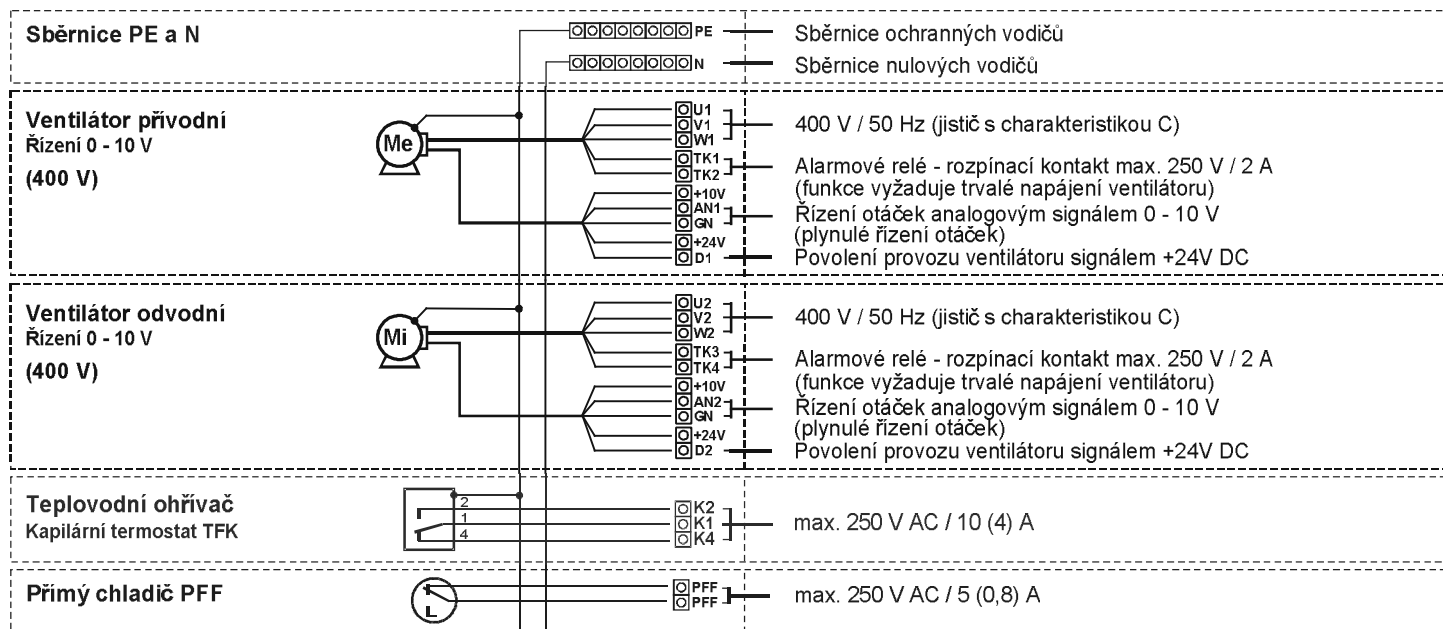 Sběrnice PE a N
PE
Sběrnice ochranných vodičů
N
Sběrnice nulových vodičů
Ventilátor přívodní
Řízení 0 - 10 V
(400 V)
Me
U1
V1
W1
400 V / 50 Hz (jistič s charakteristikou C)
TK1
TK2
Alarmové relé - rozpínací kontakt max. 250 V / 2 A
(funkce vyžaduje trvalé napájení ventilátoru)
+10V
AN1
GN
Řízení otáček analogovým signálem 0 - 10 V
(plynulé řízení otáček)
+24V
D1
Povolení provozu ventilátoru signálem +24V DC
Ventilátor odvodní
Řízení 0 - 10 V
(400 V)
Mi
U2
V2
W2
400 V / 50 Hz (jistič s charakteristikou C)
TK3
TK4
Alarmové relé - rozpínací kontakt max. 250 V / 2 A
(funkce vyžaduje trvalé napájení ventilátoru)
+10V
AN2
GN
Řízení otáček analogovým signálem 0 - 10 V
(plynulé řízení otáček)
+24V
D2
Povolení provozu ventilátoru signálem +24V DC
Teplovodní ohřívač
Kapilární termostat TFK
2
1
4
K2
K1
K4
max. 250 V AC / 10 (4) A
Přímý chladič PFF
PFF
PFF
max. 250 V AC / 5 (0,8) A